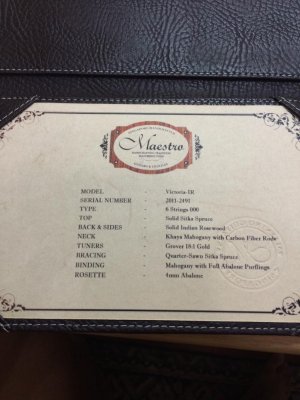 Maestro
MODEL - Victoria-IR
SERIAL NUMBER - 2011-2491
TYPE - 6 Strings 000
TOP - Solid Sitka Spruce
BACK & SIDES - Solid Indian Rosewood
NECK - Khaya Mahogany with Carbon Fiber Rods
TUNERS - Grover 18:1 Gold
BRACING - Quarter-Sawn Sitka Spruce
BINDING - Mahogany with Full Abalone Purflings
ROSETTE - 4mm Abalone